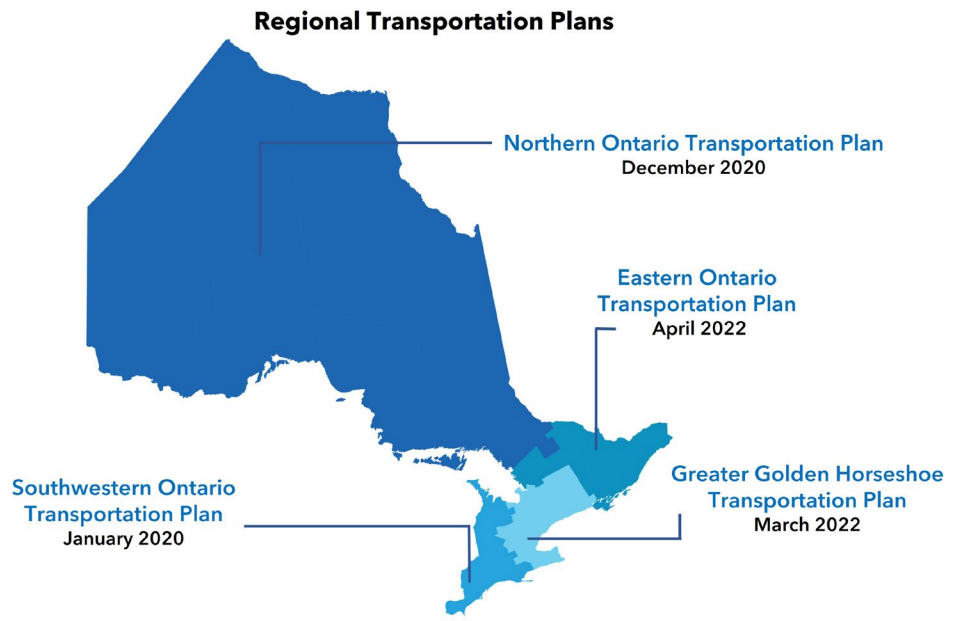 Regional Transportation Plans
Northern Ontario Transportation Plan
December 2020
Eastern Ontario
Transportation Plan
April 2022
Greater Golden Horseshoe
Transportation Plan
March 2022
Southwestern Ontario
Transportation Plan
January 2020